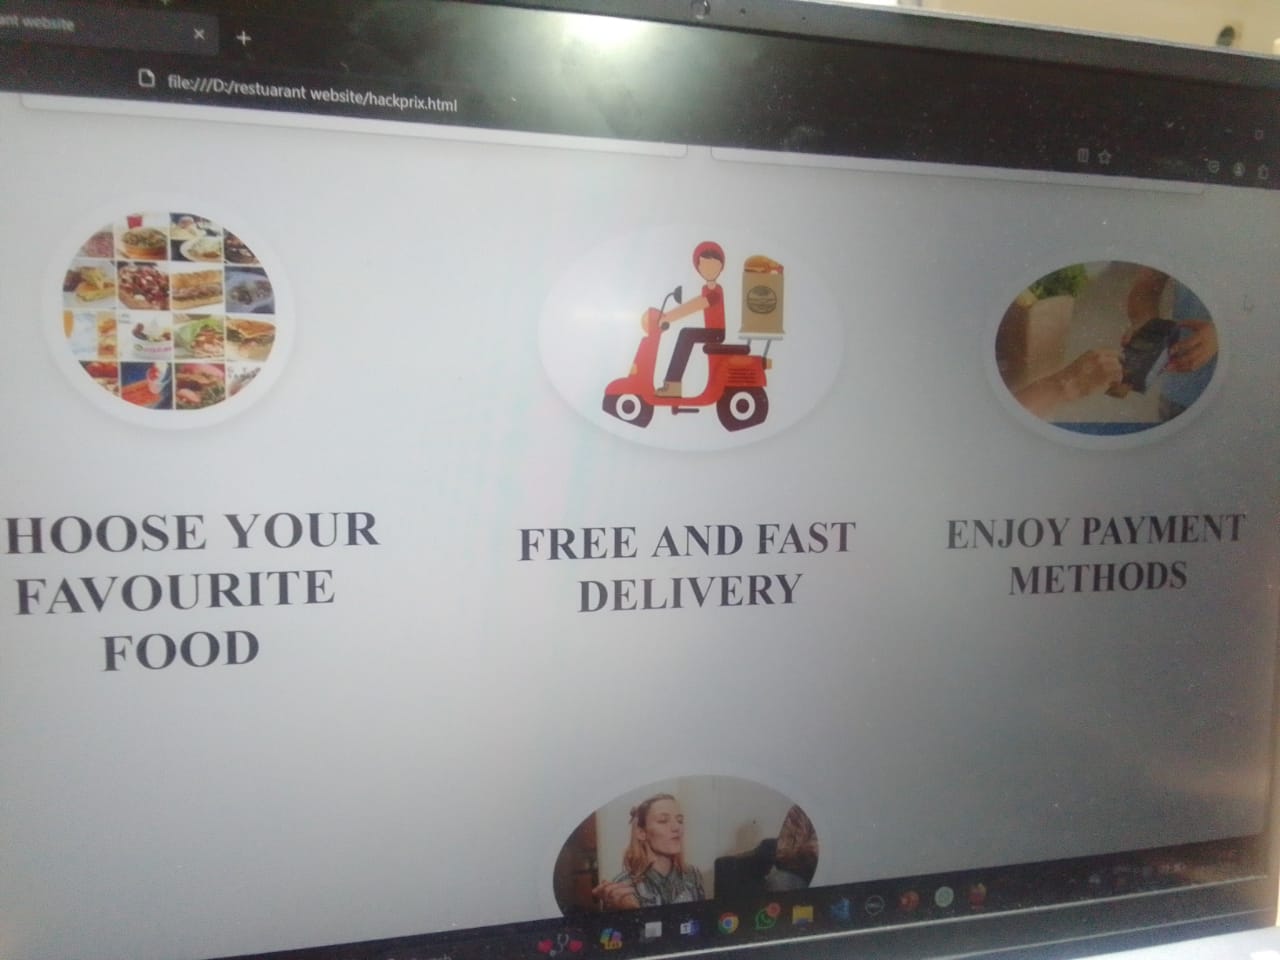 ant website
file:///D:/restuarant website/hackprix.html
HOOSE YOUR
FAVOURITE
FOOD
FREE AND FAST
DELIVERY
ENJOY PAYMENT
METHODS